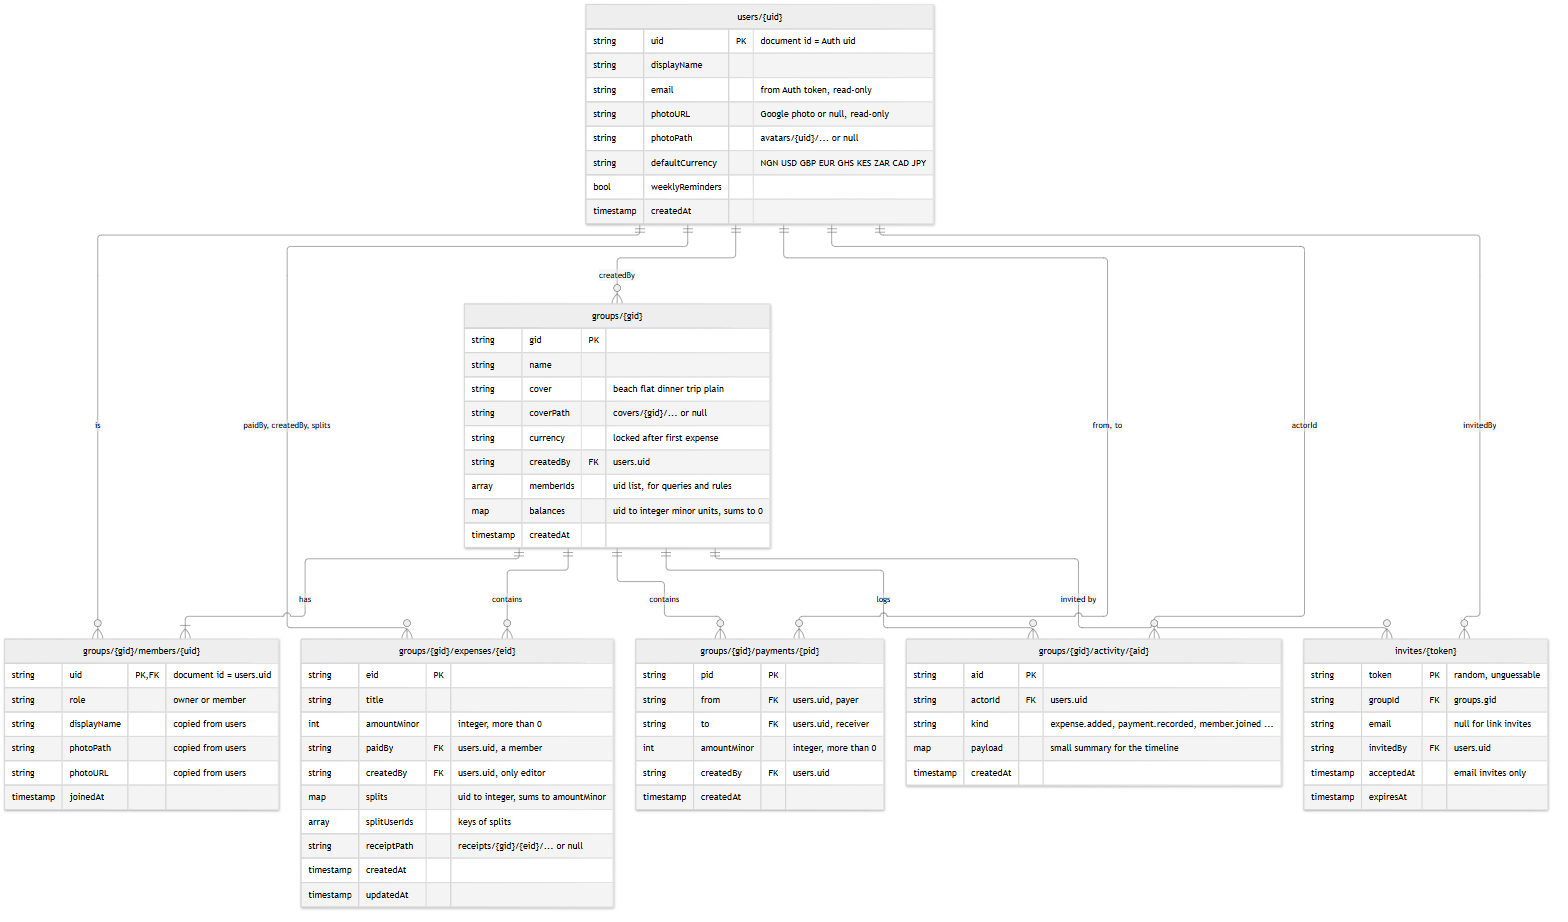 users/{uid}
string uid PK document id = Auth uid
string displayName
string email from Auth token, read-only
string photoURL Google photo or null, read-only
string photoPath avatars/{uid}/... or null
string defaultCurrency NGN USD GBP EUR GHS KES ZAR CAD JPY
bool weeklyReminders
timestamp createdAt
createdBy
groups/{gid}
string gid PK
string name
string cover beach flat dinner trip plain
string coverPath covers/{gid}/... or null
string currency locked after first expense
string createdBy FK users.uid
array memberIds uid list, for queries and rules
map balances uid to integer minor units, sums to 0
timestamp createdAt
is
paidBy, createdBy, splits
from, to
actorId
invitedBy
has
contains
contains
logs
invited by
groups/{gid}/members/{uid}
string uid PK,FK document id = users.uid
string role owner or member
string displayName copied from users
string photoPath copied from users
string photoURL copied from users
timestamp joinedAt
groups/{gid}/expenses/{eid}
string eid PK
string title
int amountMinor integer, more than 0
string paidBy FK users.uid, a member
string createdBy FK users.uid, only editor
map splits uid to integer, sums to amountMinor
array splitUserIds keys of splits
string receiptPath receipts/{gid}/{eid}/... or null
timestamp createdAt
timestamp updatedAt
groups/{gid}/payments/{pid}
string pid PK
string from FK users.uid, payer
string to FK users.uid, receiver
int amountMinor integer, more than 0
string createdBy FK users.uid
timestamp createdAt
groups/{gid}/activity/{aid}
string aid PK
string actorId FK users.uid
string kind expense.added, payment.recorded, member.joined ...
map payload small summary for the timeline
timestamp createdAt
invites/{token}
string token PK random, unguessable
string groupId FK groups.gid
string email null for link invites
string invitedBy FK users.uid
timestamp acceptedAt email invites only
timestamp expiresAt